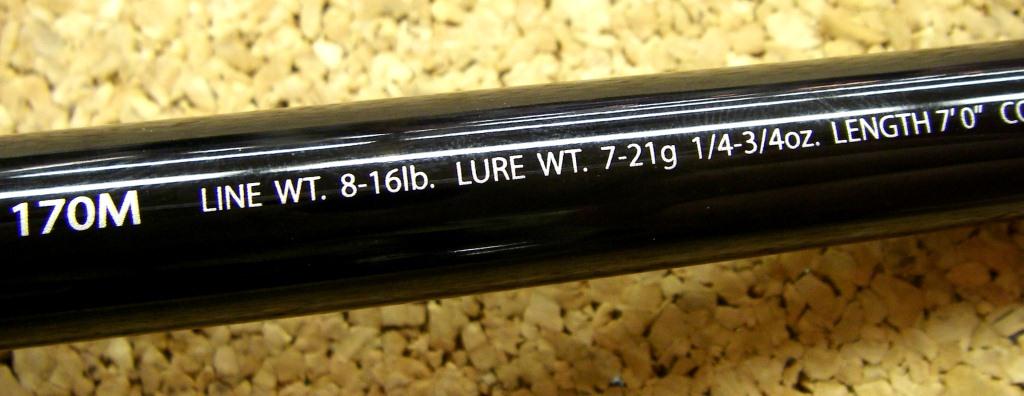 170M LINE WT. 8-16lb. LURE WT. 7-21g 1/4-3/4oz. LENGTH 7'0"